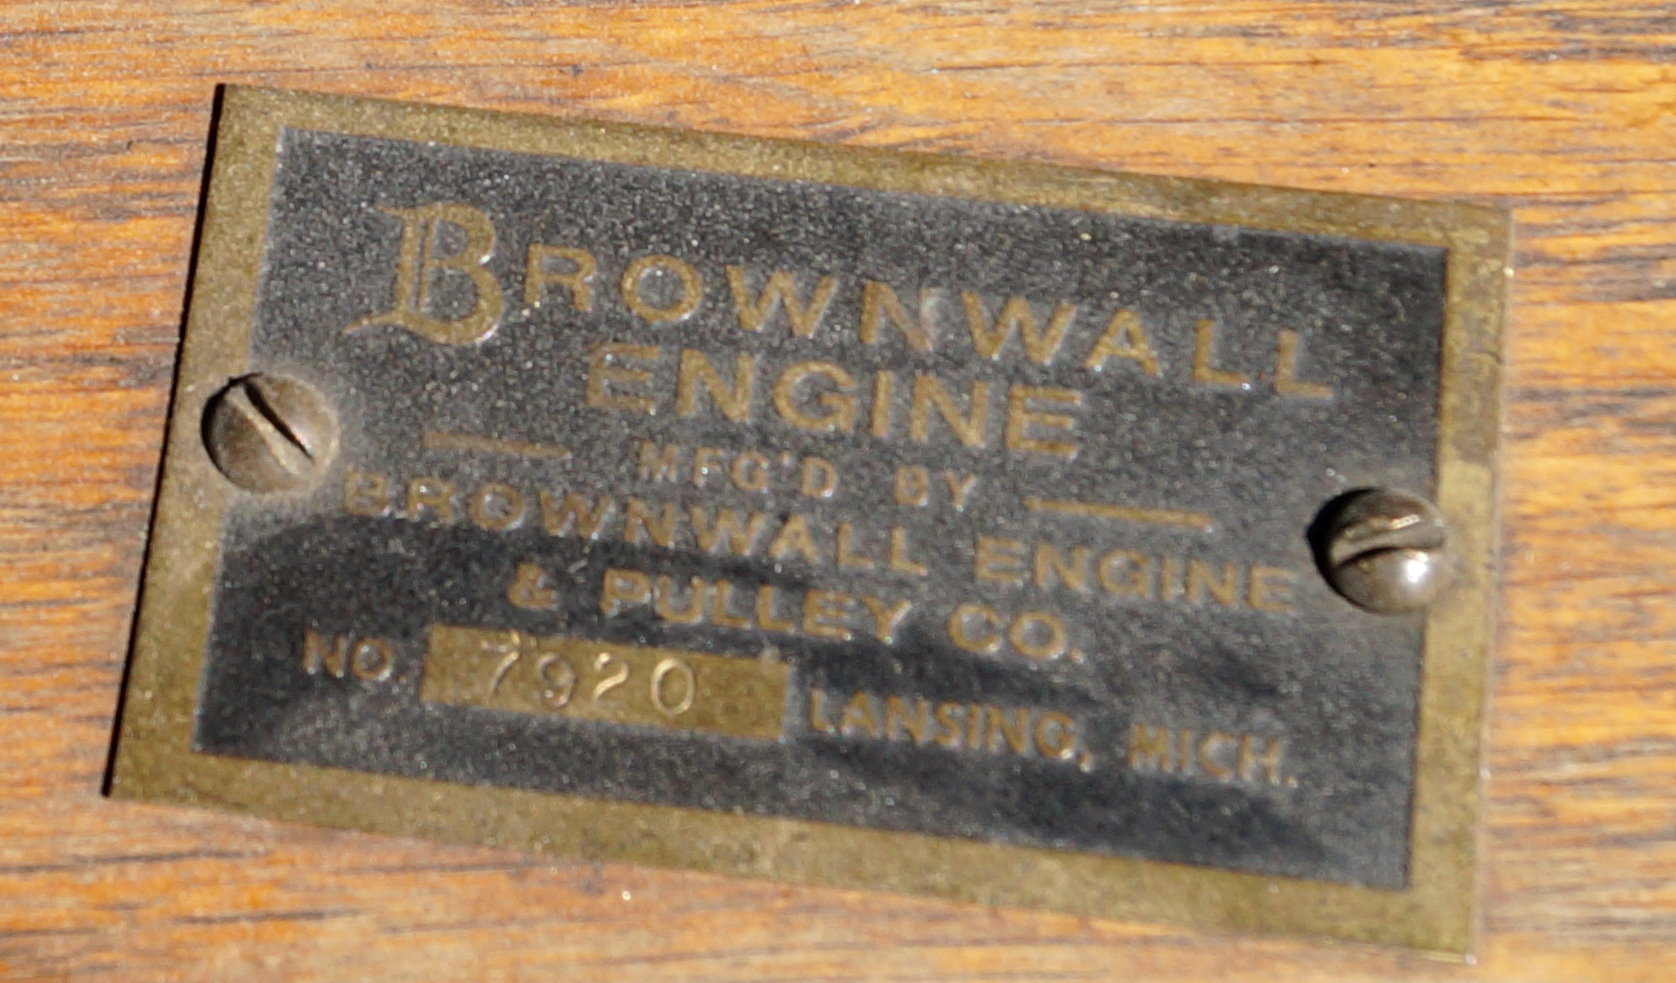 BROWNWALL
ENGINE
MFG'D BY
BROWNWALL ENGINE
& PULLEY CO.
NO. 7920 LANSING, MICH.